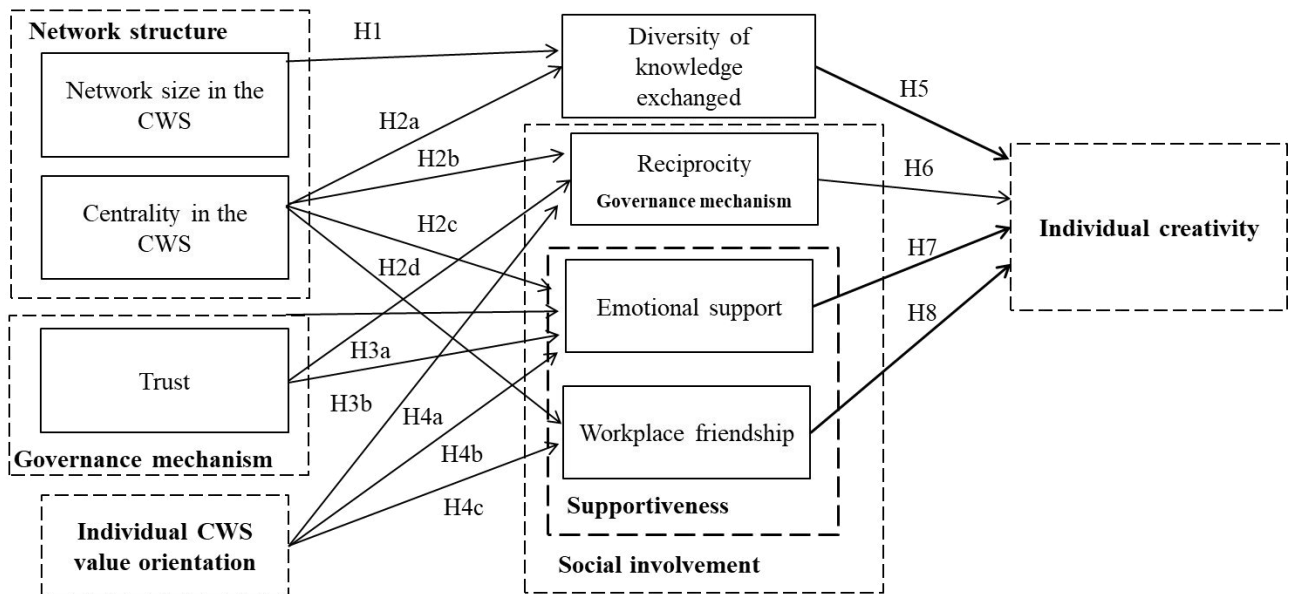 Network structure
Network size in the
CWS
Centrality in the
CWS
Trust
Governance mechanism
Individual CWS
value orientation
H1
H2a
H2b
H2c
H2d
H3a
H3b
H4a
H4b
H4c
Diversity of
knowledge
exchanged
Reciprocity
Governance mechanism
Emotional support
Workplace friendship
Supportiveness
Social involvement
H5
H6
H7
H8
Individual creativity